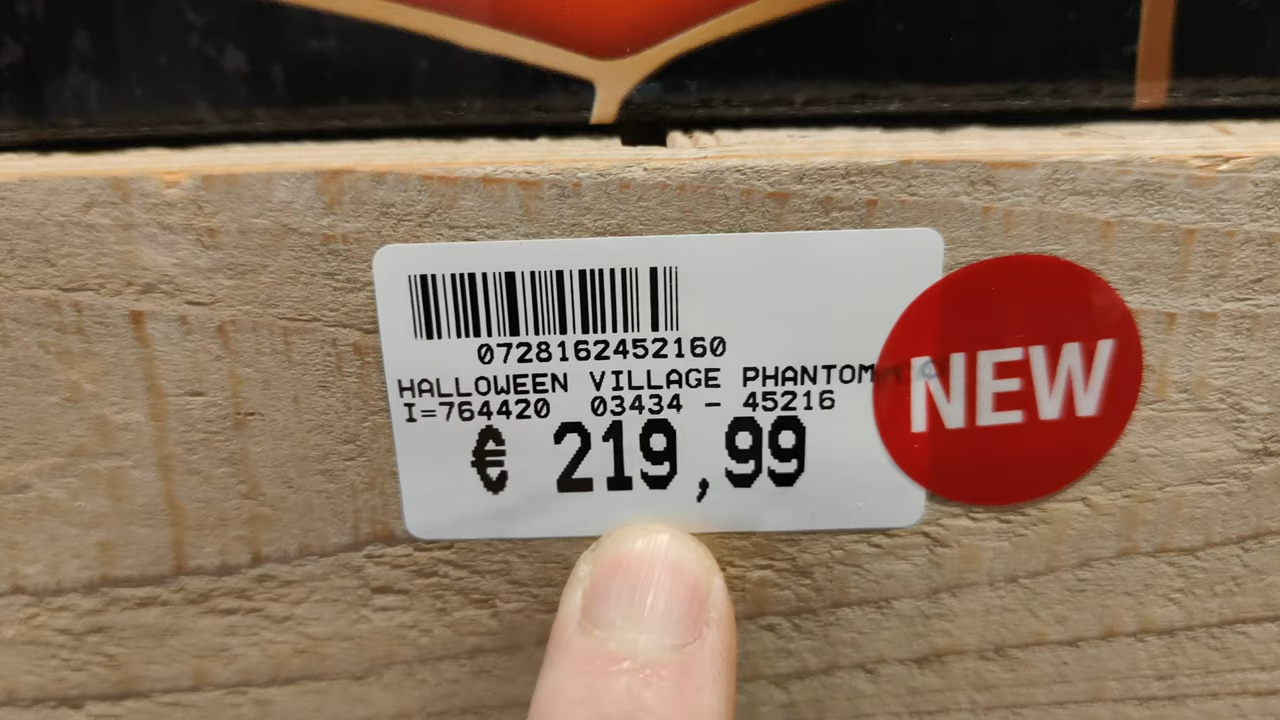 0728162452160
HALLOWEEN VILLAGE PHANTOM
I=764420 03434 - 45216
€ 219,99
NEW